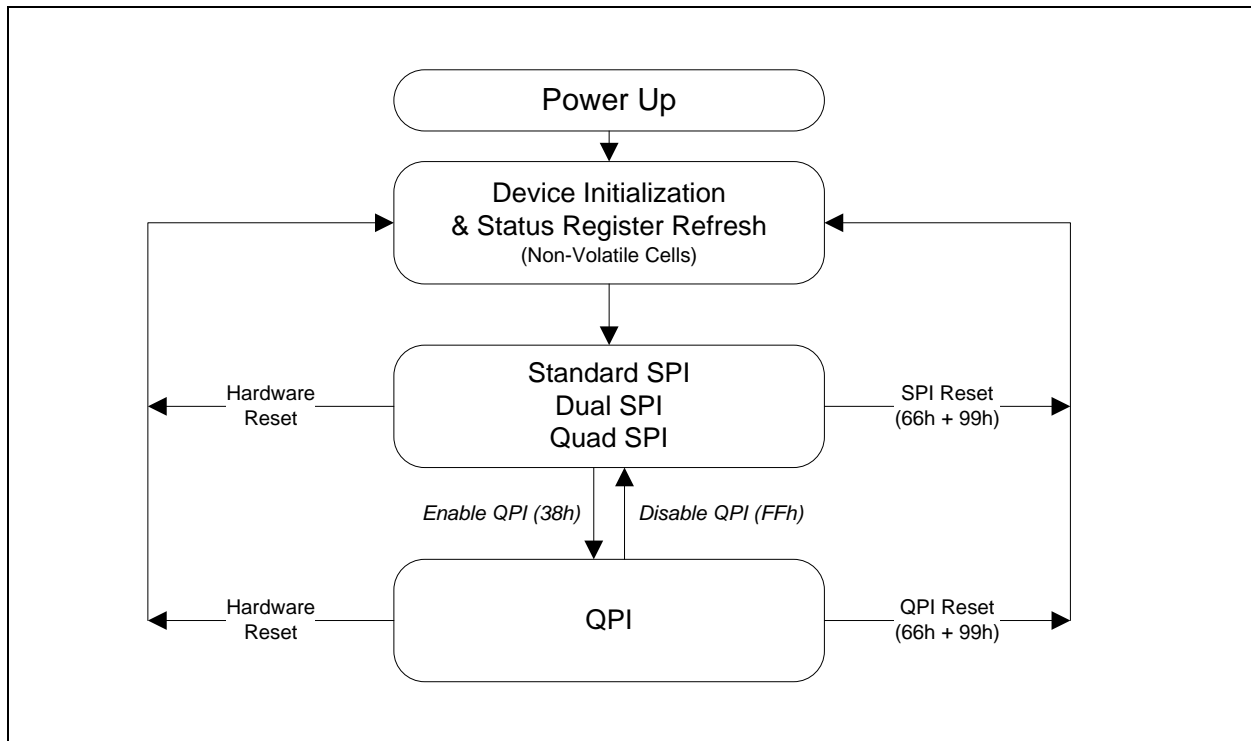 Power Up
Device Initialization
& Status Register Refresh
(Non-Volatile Cells)
Standard SPI
Dual SPI
Quad SPI
Hardware
Reset
SPI Reset
(66h + 99h)
Enable QPI (38h)
Disable QPI (FFh)
QPI
Hardware
Reset
QPI Reset
(66h + 99h)